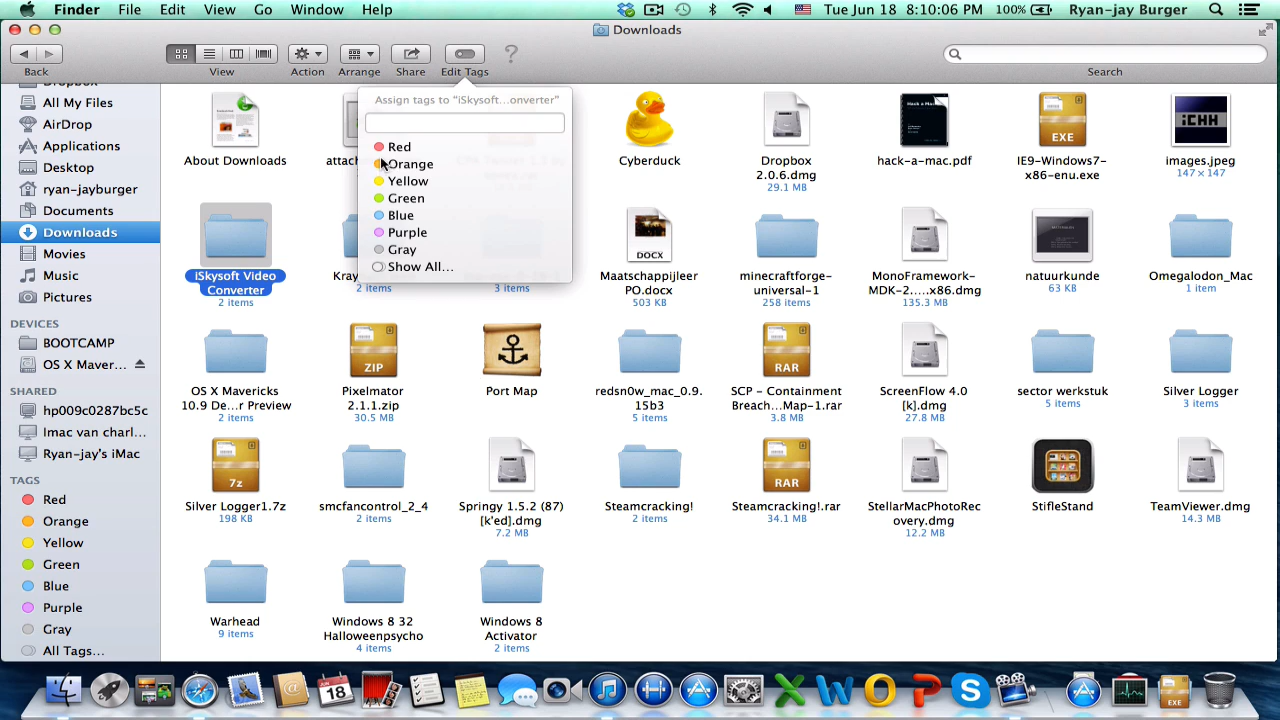 Finder File Edit View Go Window Help Tue Jun 18 8:10:06 PM 100% Ryan-jay Burger
Downloads
Back View Action Arrange Share Edit Tags Search
Dropbox
All My Files
AirDrop
Applications
Desktop
ryan-jayburger
Documents
Downloads
Movies
Music
Pictures
DEVICES
BOOTCAMP
OS X Maver...
SHARED
hp009c0287bc5c
Imac van charl...
Ryan-jay's iMac
TAGS
Red
Orange
Yellow
Green
Blue
Purple
Gray
All Tags...
Assign tags to "iSkysoft...onverter"
Red
Orange
Yellow
Green
Blue
Purple
Gray
Show All...
About Downloads
Cyberduck
Dropbox
2.0.6.dmg
29.1 MB
hack-a-mac.pdf
EXE
IE9-Windows7-
x86-enu.exe
iCHH
images.jpeg
147 × 147
ISkysoft Video
Converter
2 items
2 items
3 items
DOCX
Maatschappijleer
PO.docx
503 KB
minecraftforge-
universal-1
258 items
MonoFramework-
MDK-2.....x86.dmg
135.3 MB
natuurkunde
63 KB
Omegalodon_Mac
1 item
OS X Mavericks
10.9 De...r Preview
2 items
ZIP
Pixelmator
2.1.1.zip
30.5 MB
Port Map
redsn0w_mac_0.9.
15b3
5 items
RAR
SCP - Containment
Breach...Map-1.rar
3.8 MB
ScreenFlow 4.0
[k].dmg
27.8 MB
sector werkstuk
5 items
Silver Logger
3 items
7z
Silver Logger1.7z
198 KB
smcfancontrol_2_4
2 items
Springy 1.5.2 (87)
[k'ed].dmg
7.2 MB
Steamcracking!
2 items
RAR
Steamcracking!.rar
34.1 MB
StellarMacPhotoRec
overy.dmg
12.2 MB
StifleStand
TeamViewer.dmg
14.3 MB
Warhead
9 items
Windows 8 32
Halloweenpsycho
4 items
Windows 8
Activator
2 items
18
EXE